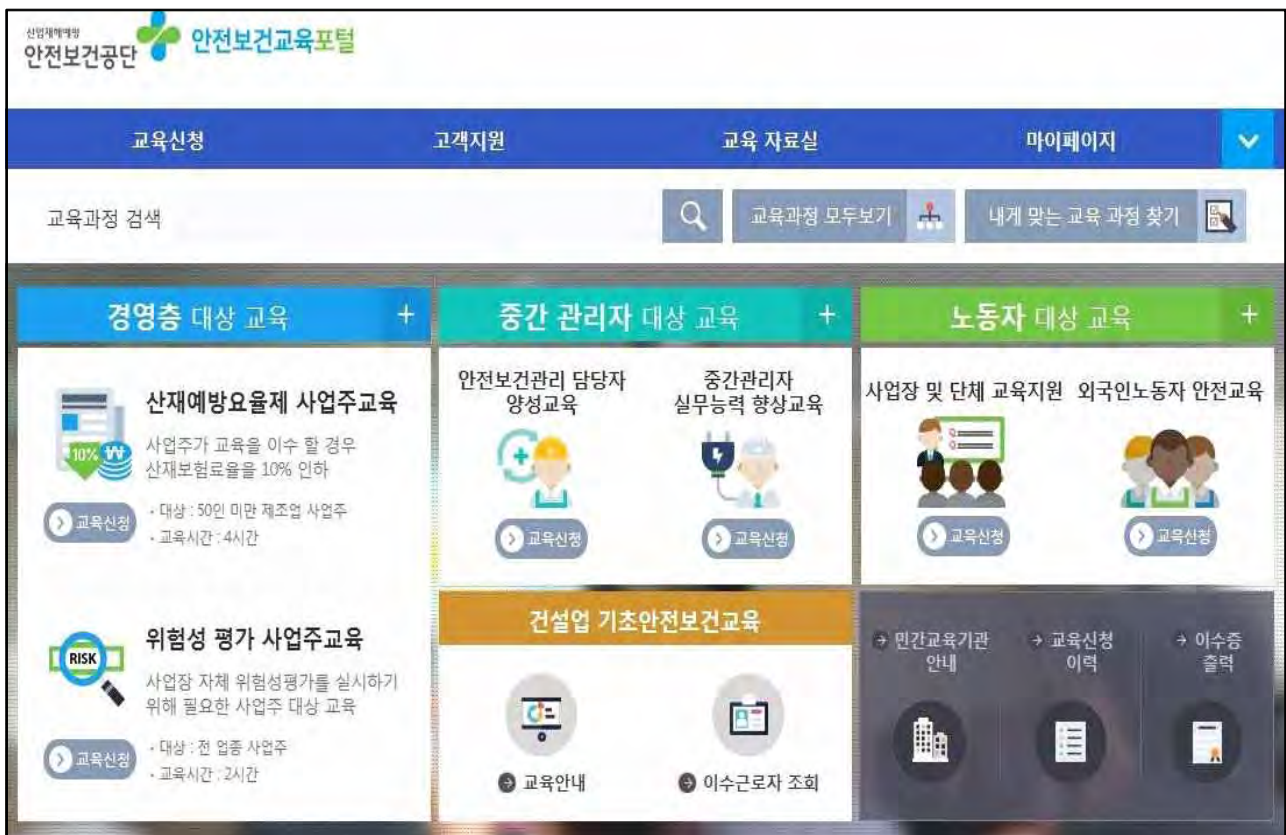 산업재해예방
안전보건공단
안전보건교육포털
교육신청
고객지원
교육 자료실
마이페이지
교육과정 검색
교육과정 모두보기
내게 맞는 교육 과정 찾기
경영층 대상 교육 +
산재예방요율제 사업주교육
10% ₩
사업주가 교육을 이수 할 경우
산재보험료율을 10% 인하
교육신청
· 대상 : 50인 미만 제조업 사업주
· 교육시간 : 4시간
RISK
위험성 평가 사업주교육
사업장 자체 위험성평가를 실시하기
위해 필요한 사업주 대상 교육
교육신청
· 대상 : 전 업종 사업주
· 교육시간 : 2시간
중간 관리자 대상 교육 +
안전보건관리 담당자
양성교육
교육신청
중간관리자
실무능력 향상교육
교육신청
노동자 대상 교육 +
사업장 및 단체 교육지원
교육신청
외국인노동자 안전교육
교육신청
건설업 기초안전보건교육
교육안내
이수근로자 조회
민간교육기관
안내
교육신청
이력
이수증
출력